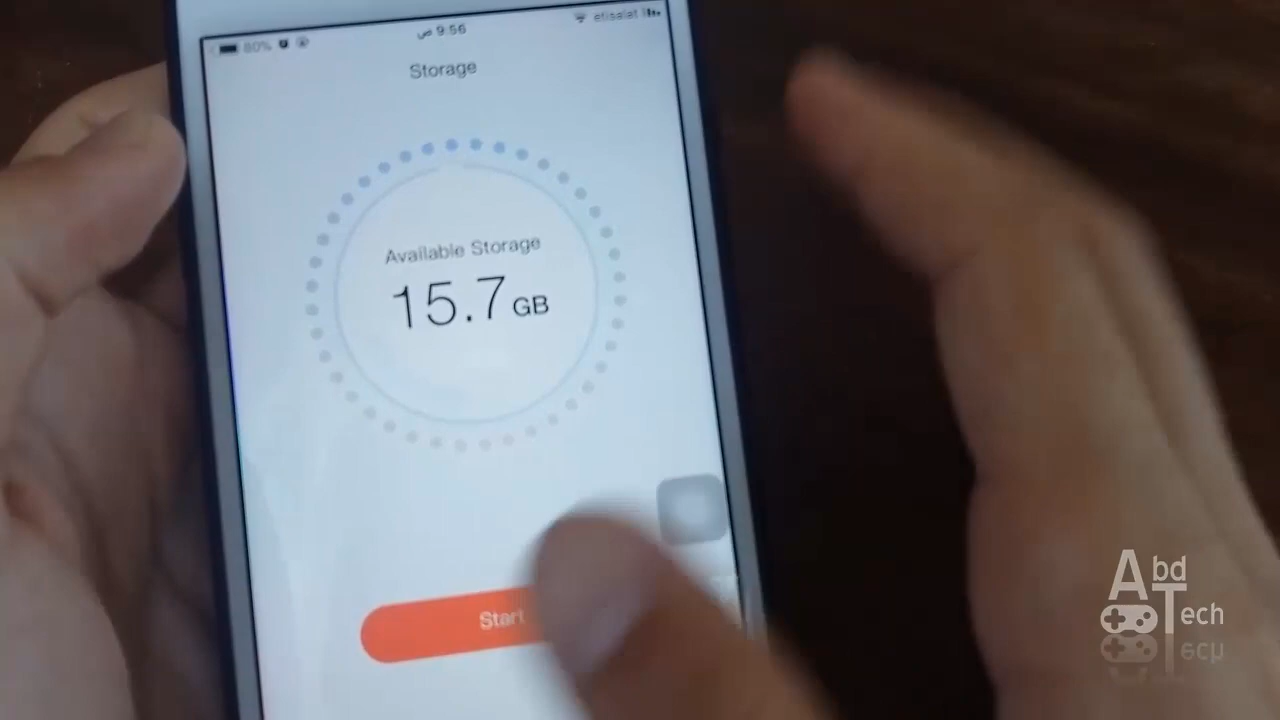 80%
9:56 ص
etisalat
Storage
Available Storage
15.7 GB
Start
Abd
Tech